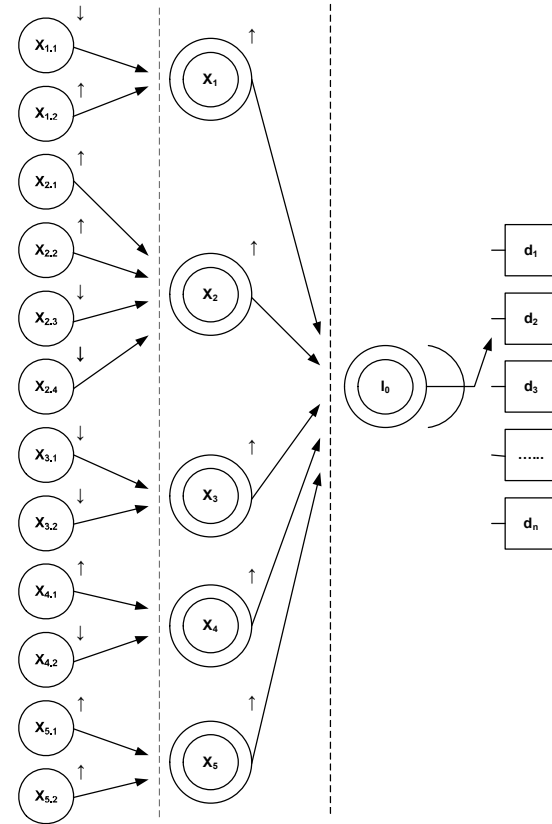 ↓
X1.1
↑
X1.2
↑
X2.1
↑
X2.2
↓
X2.3
↓
X2.4
↓
X3.1
↓
X3.2
↑
X4.1
↓
X4.2
↑
X5.1
↑
X5.2
↑
X1
↑
X2
↑
X3
↑
X4
↑
X5
I0
d1
d2
d3
......
dn